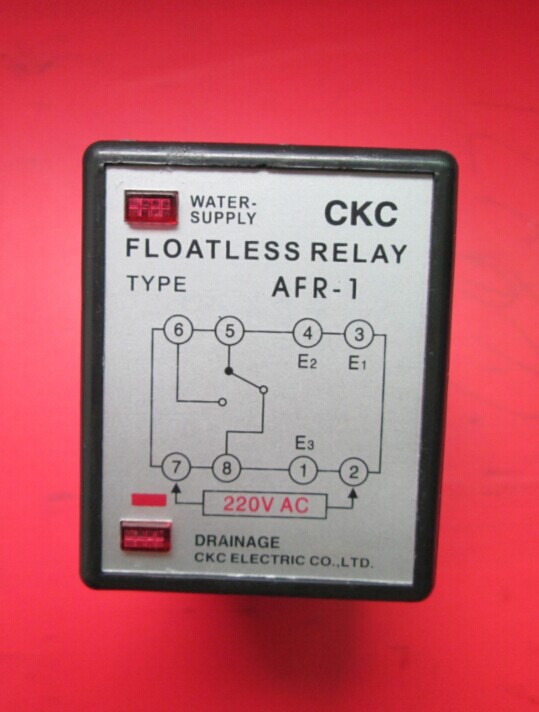 WATER-
SUPPLY
CKC
FLOATLESS RELAY
TYPE AFR-1
6 5 4 3
E2 E1
E3
7 8 1 2
220V AC
DRAINAGE
CKC ELECTRIC CO.,LTD.